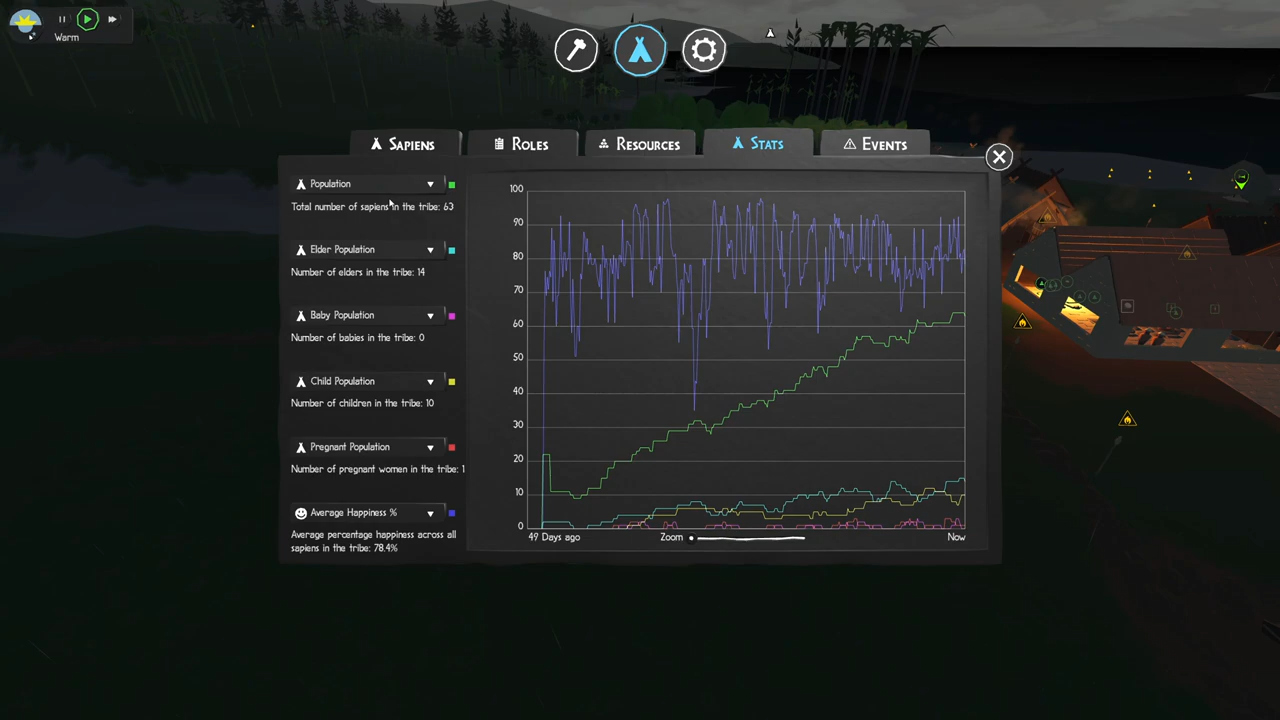 Warm
Sapiens
Roles
Resources
Stats
Events
Population
Total number of sapiens in the tribe: 63
Elder Population
Number of elders in the tribe: 14
Baby Population
Number of babies in the tribe: 0
Child Population
Number of children in the tribe: 10
Pregnant Population
Number of pregnant women in the tribe: 1
Average Happiness %
Average percentage happiness across all
sapiens in the tribe: 78.4%
100
90
80
70
60
50
40
30
20
10
0
49 Days ago
Zoom
Now